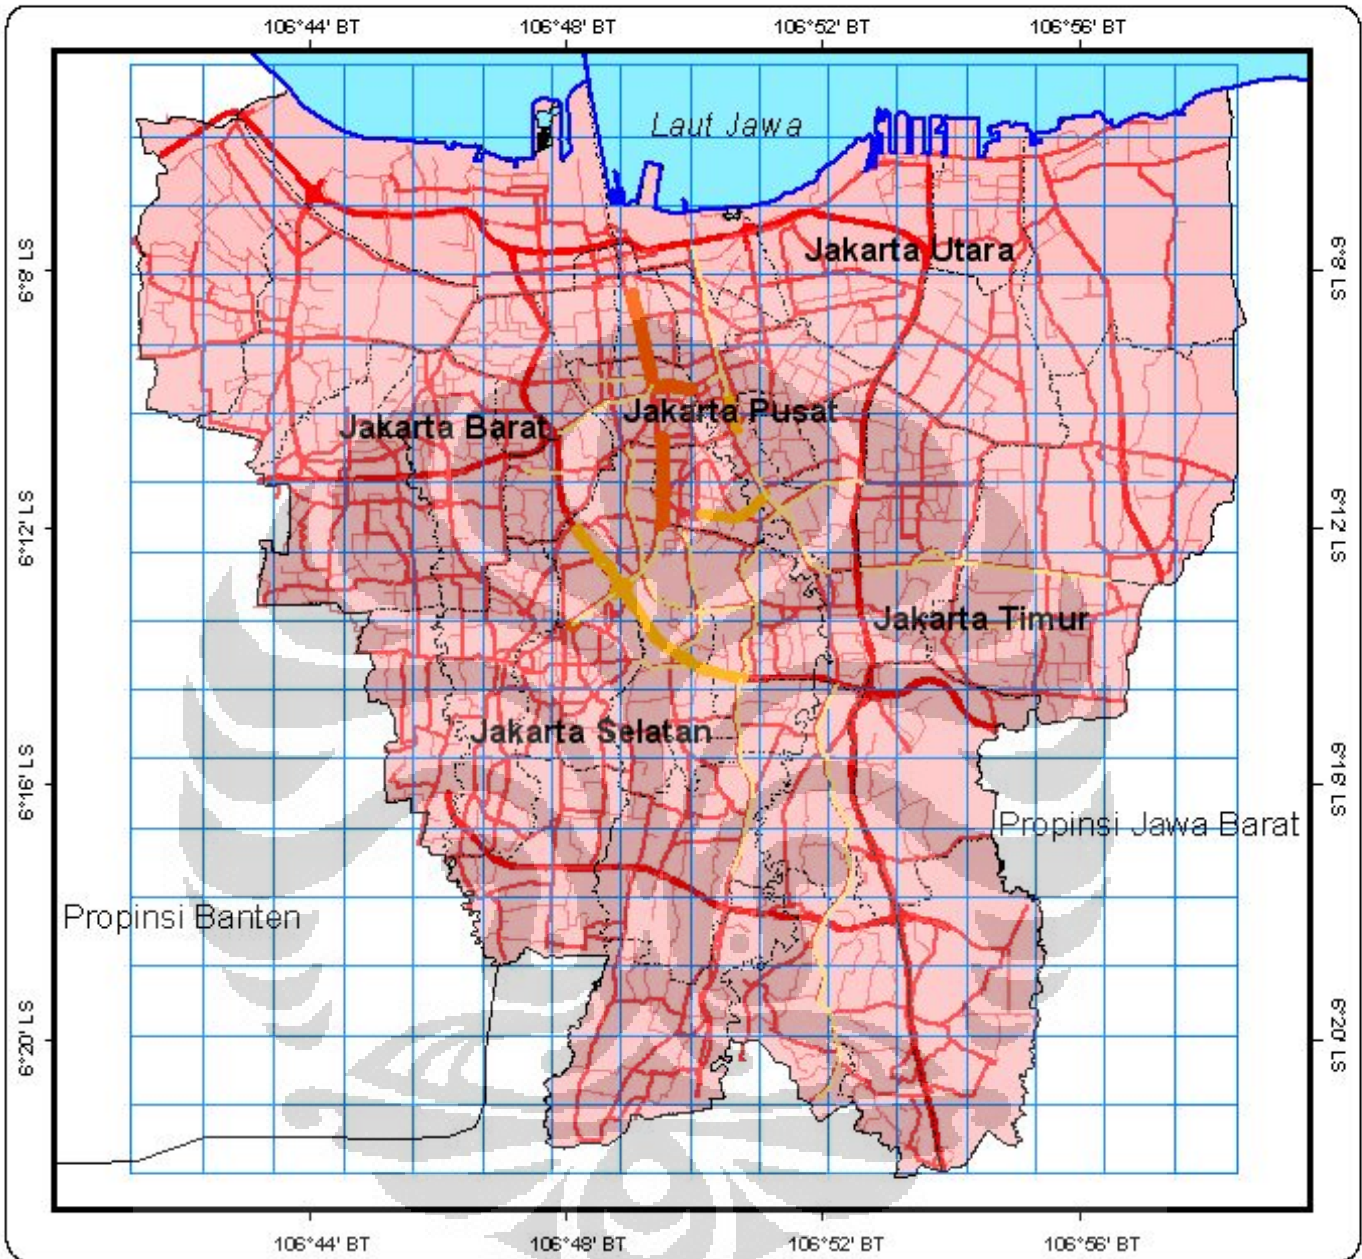 106°44' BT 106°48' BT 106°52' BT 106°56' BT
Laut Jawa
Jakarta Utara
6°8' LS
6°8' LS
Jakarta Pusat
Jakarta Barat
6°12' LS
6°12' LS
Jakarta Timur
Jakarta Selatan
6°16' LS
6°16' LS
Propinsi Jawa Barat
Propinsi Banten
6°20' LS
6°20' LS
106°44' BT 106°48' BT 106°52' BT 106°56' BT